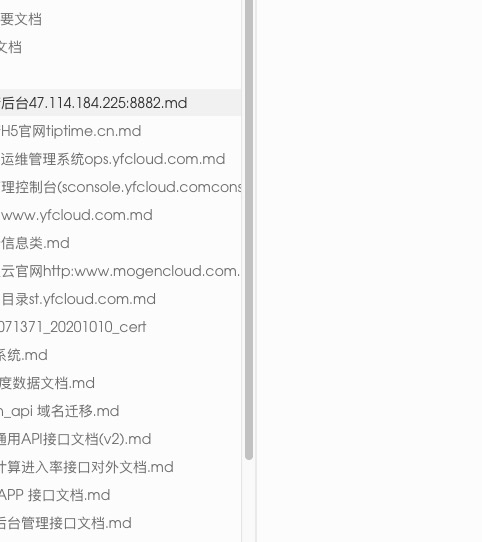 要文档
文档
后台47.114.184.225:8882.md
H5官网tiptime.cn.md
运维管理系统ops.yfcloud.com.md
理控制台(sconsole.yfcloud.comcons
www.yfcloud.com.md
信息类.md
云官网http:www.mogencloud.com.
目录st.yfcloud.com.md
071371_20201010_cert
系统.md
度数据文档.md
_api 域名迁移.md
通用API接口文档(v2).md
计算进入率接口对外文档.md
APP 接口文档.md
后台管理接口文档.md